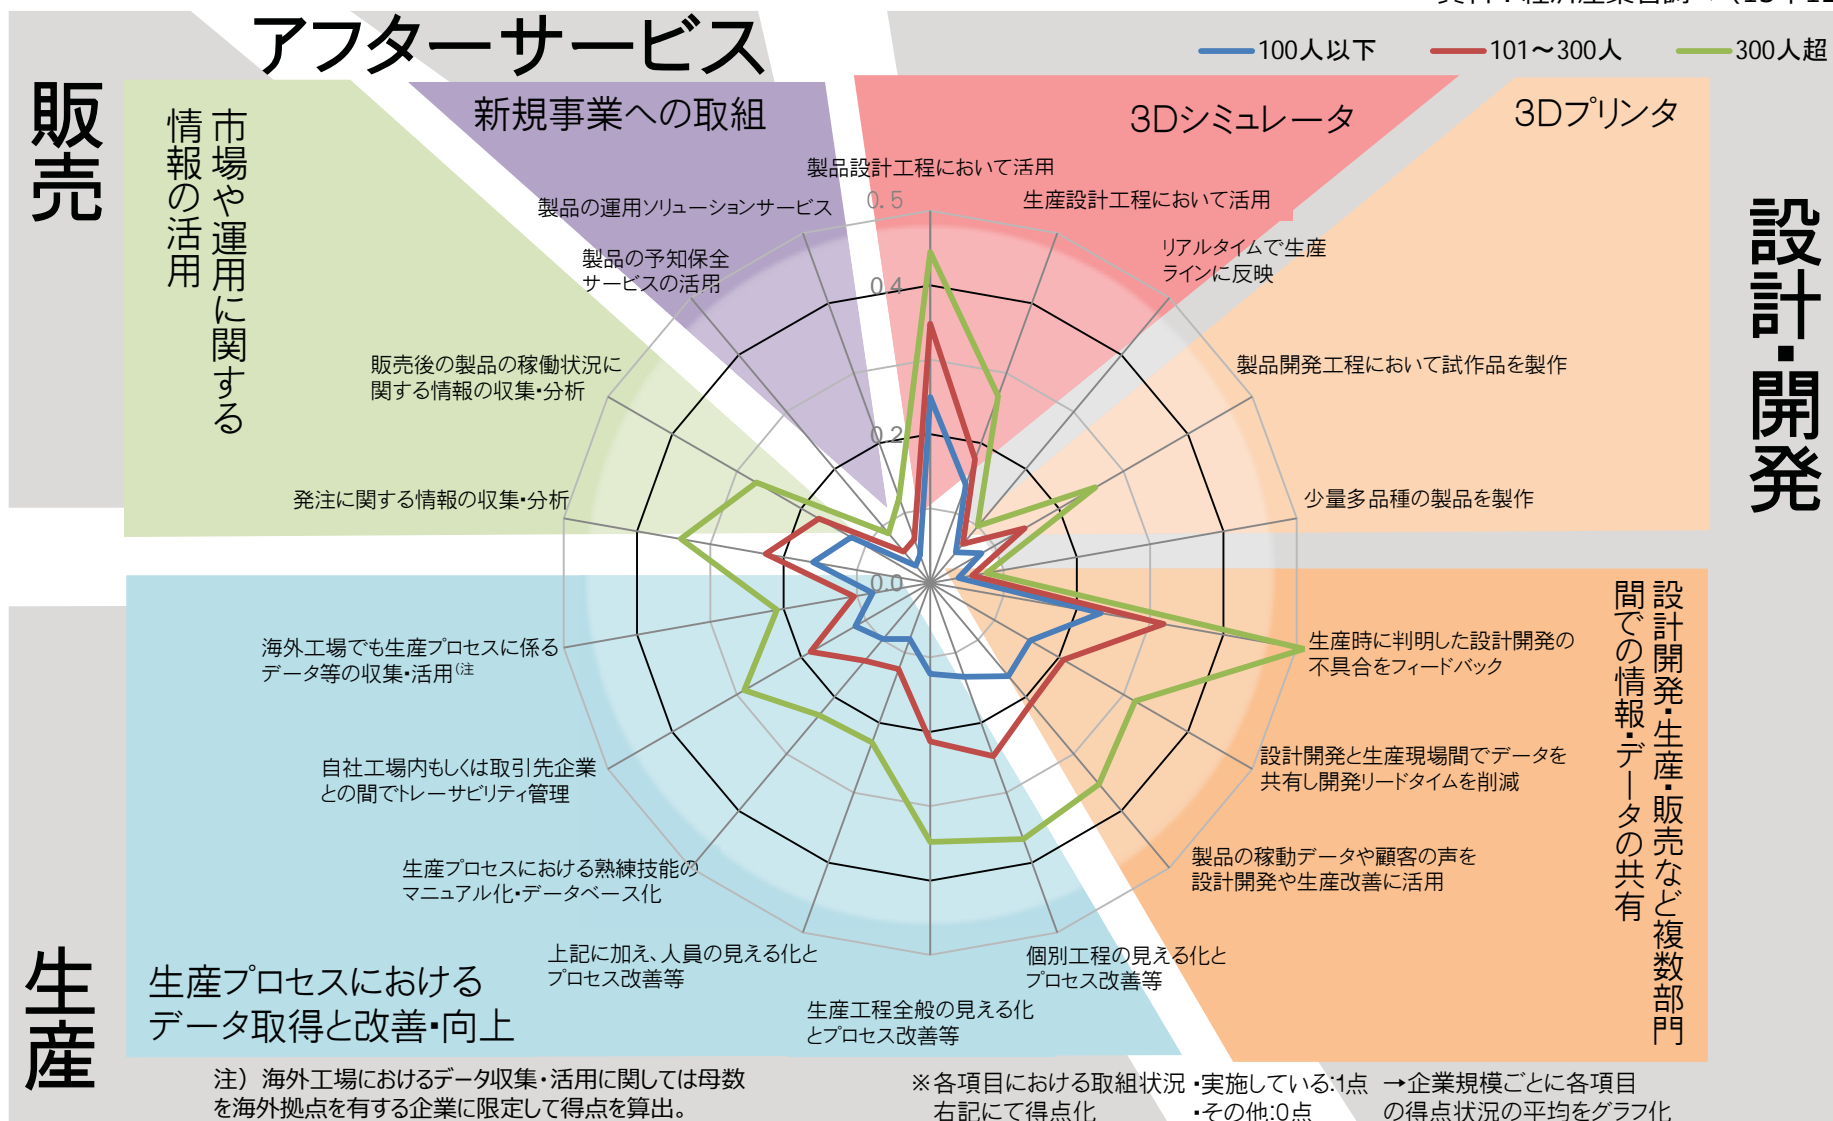 アフターサービス
100人以下
101～300人
300人超
販売
市場や運用に関する
情報の活用
新規事業への取組
3Dシミュレータ
3Dプリンタ
設計・開発
製品設計工程において活用
生産設計工程において活用
リアルタイムで生産
ラインに反映
製品開発工程において試作品を製作
少量多品種の製品を製作
生産時に判明した設計開発の
不具合をフィードバック
設計開発と生産現場間でデータを
共有し開発リードタイムを削減
製品の稼動データや顧客の声を
設計開発や生産改善に活用
個別工程の見える化と
プロセス改善等
生産工程全般の見える化
とプロセス改善等
上記に加え、人員の見える化と
プロセス改善等
生産プロセスにおける熟練技能の
マニュアル化・データベース化
自社工場内もしくは取引先企業
との間でトレーサビリティ管理
海外工場でも生産プロセスに係る
データ等の収集・活用(注
発注に関する情報の収集・分析
販売後の製品の稼働状況に
関する情報の収集・分析
製品の予知保全
サービスの活用
製品の運用ソリューションサービス
0.5
0.4
0.2
0.0
設計開発・生産・販売など複数部門
間での情報・データの共有
生産
生産プロセスにおける
データ取得と改善・向上
注） 海外工場におけるデータ収集・活用に関しては母数
を海外拠点を有する企業に限定して得点を算出。
※各項目における取組状況 ・実施している:1点 →企業規模ごとに各項目
右記にて得点化 ・その他:0点 の得点状況の平均をグラフ化